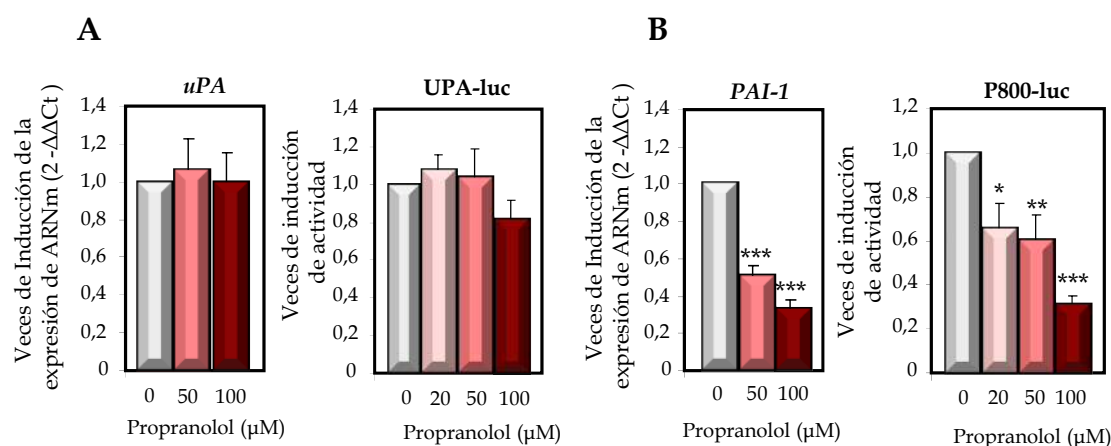 A
uPA
Veces de Inducción de la
expresión de ARNm (2 -ΔΔCt )
1,4
1,2
1,0
0,8
0,6
0,4
0,2
0
0 50 100
Propranolol (µM)
UPA-luc
Veces de inducción
de actividad
1,4
1,2
1,0
0,8
0,6
0,4
0,2
0
0 20 50 100
Propranolol (µM)
B
PAI-1
Veces de Inducción de la
expresión de ARNm (2 -ΔΔCt )
1,4
1,2
1,0
0,8
0,6
0,4
0,2
0
***
***
0 50 100
Propranolol (µM)
P800-luc
Veces de inducción
de actividad
1,2
1,0
0,8
0,6
0,4
0,2
0
*
**
***
0 20 50 100
Propranolol (µM)